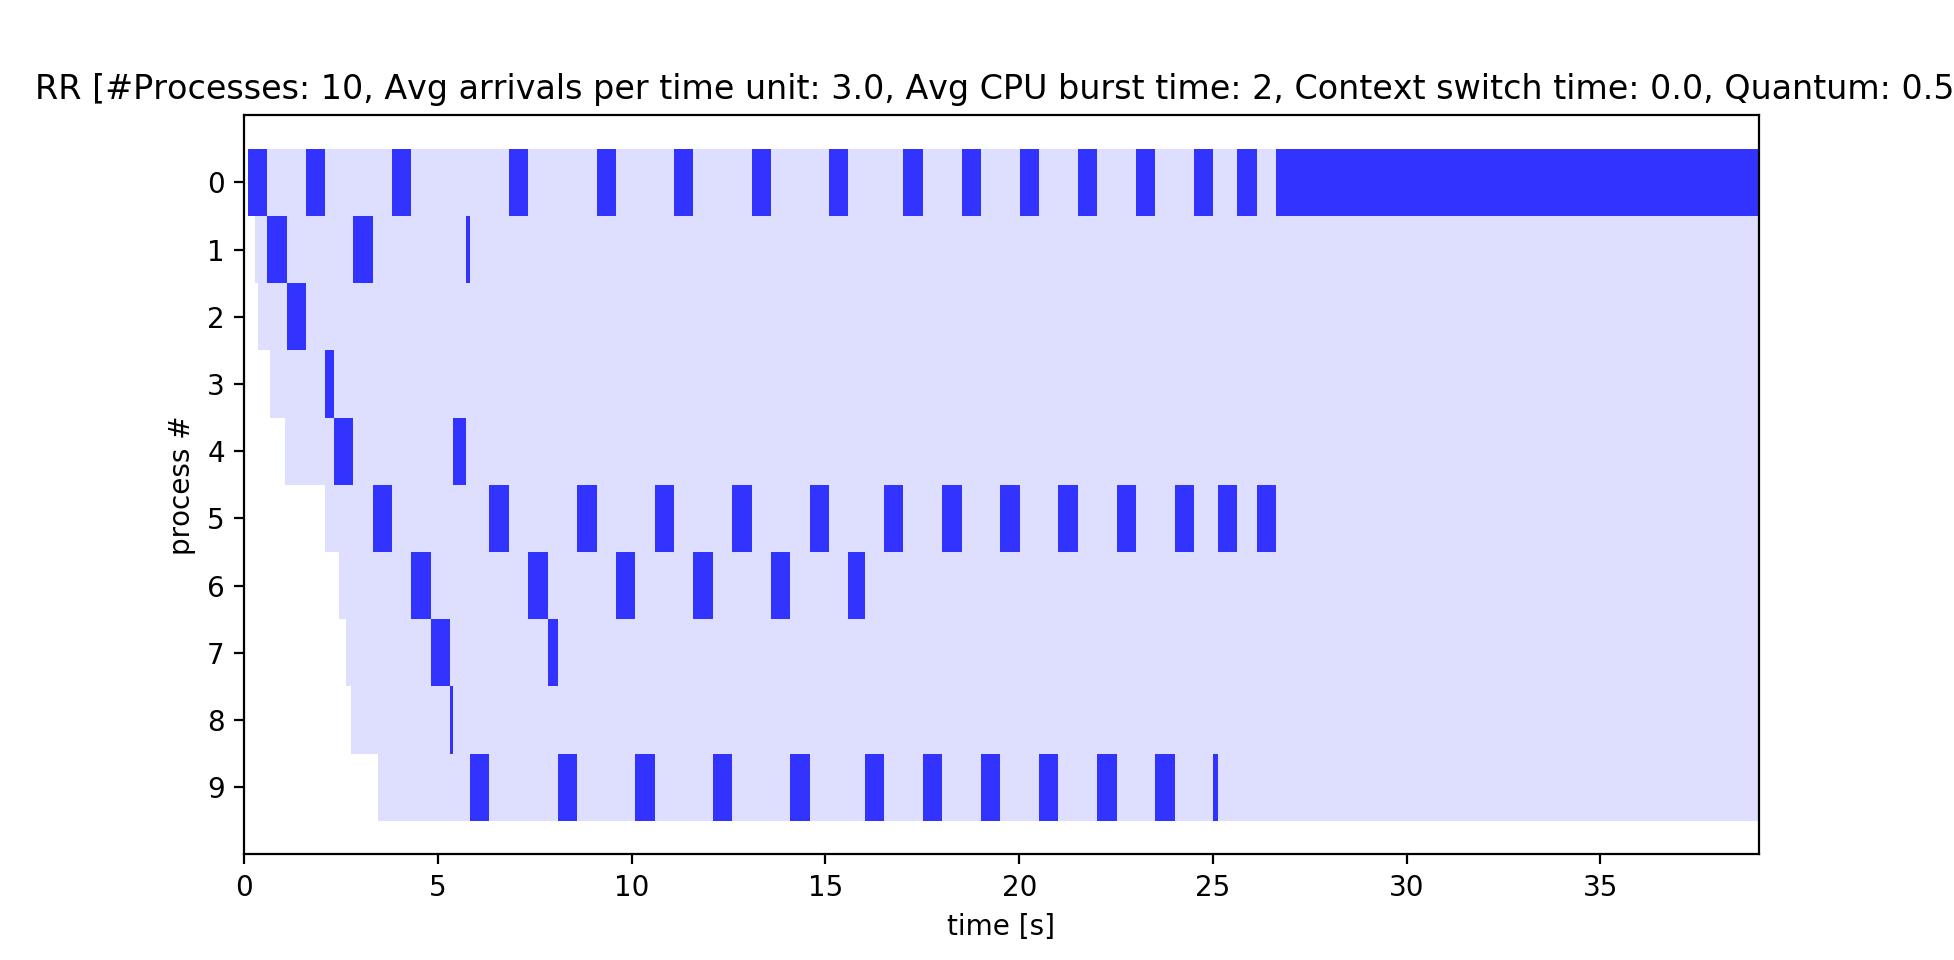 RR [#Processes: 10, Avg arrivals per time unit: 3.0, Avg CPU burst time: 2, Context switch time: 0.0, Quantum: 0.5
process #
0
1
2
3
4
5
6
7
8
9
0 5 10 15 20 25 30 35
time [s]